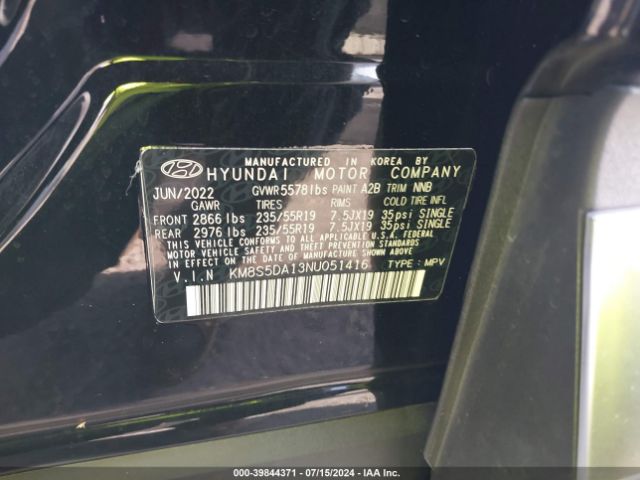 MANUFACTURED IN KOREA BY
HYUNDAI MOTOR COMPANY
JUN/2022 GVWR 5578 lbs PAINT A2B TRIM NNB
GAWR TIRES RIMS COLD TIRE INFL
FRONT 2866 lbs 235/55R19 7.5JX19 35psi SINGLE
REAR 2976 lbs 235/55R19 7.5JX19 35psi SINGLE
THIS VEHICLE CONFORMS TO ALL APPLICABLE U.S.A. FEDERAL
MOTOR VEHICLE SAFETY, BUMPER, AND THEFT PREVENTION STANDARDS
IN EFFECT ON THE DATE OF MANUFACTURE SHOWN ABOVE.
V.I.N KM8S5DA13NU051416 TYPE : MPV
000-39844371 | 07/15/2024 | IAA Inc.